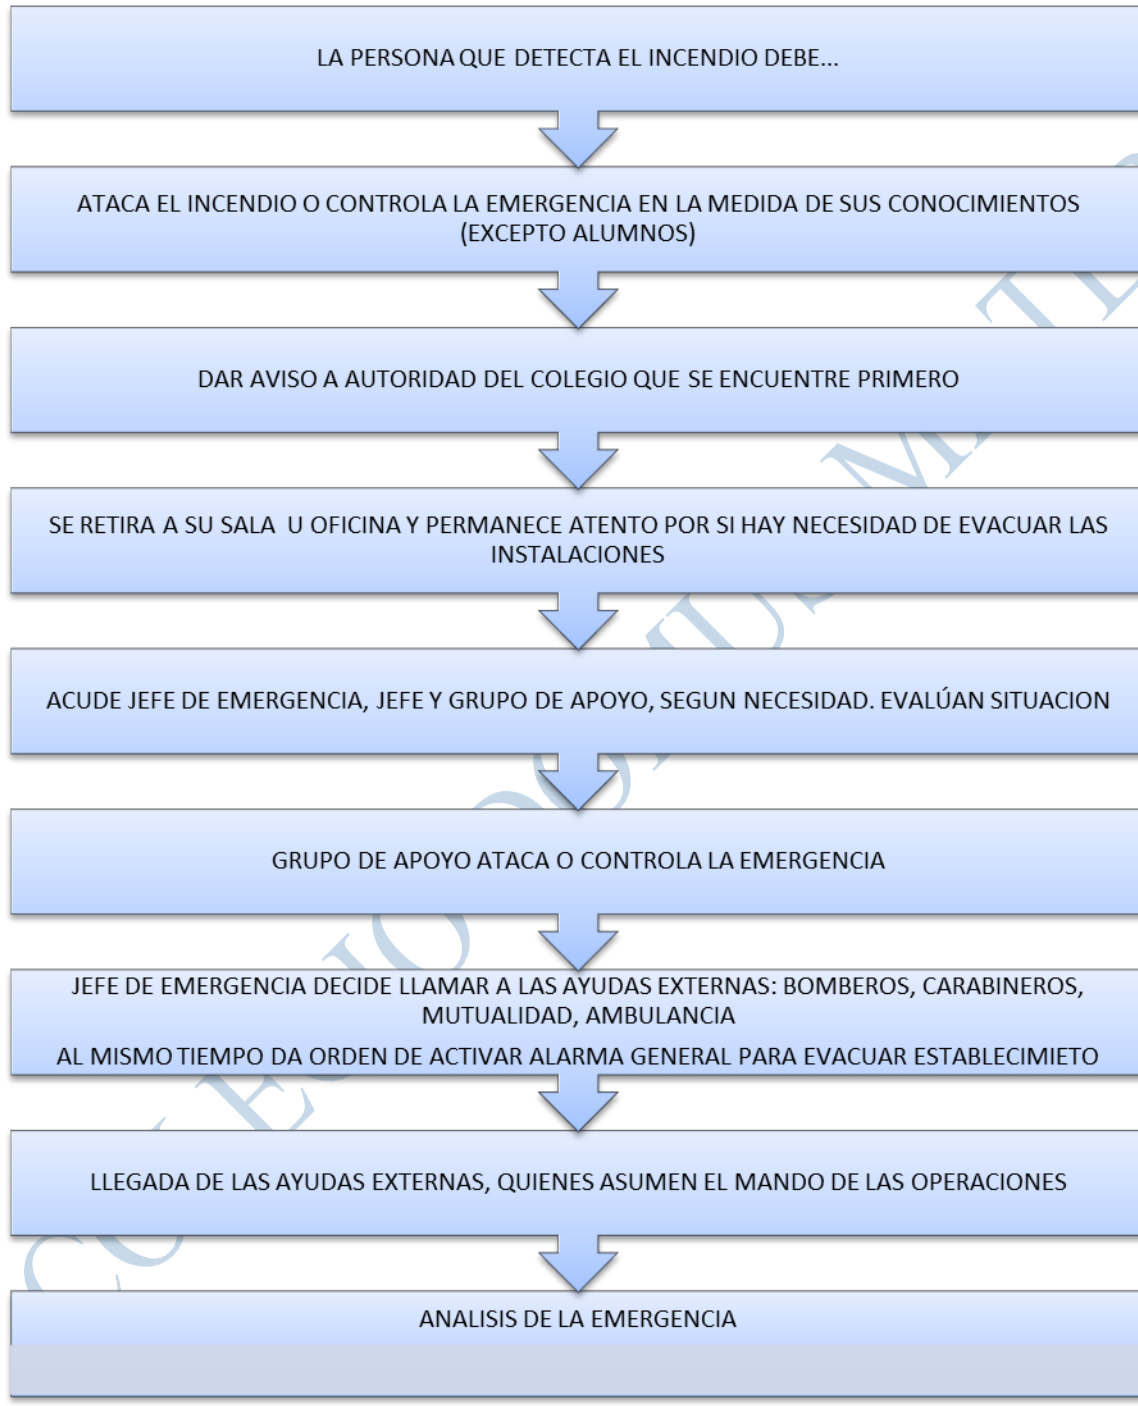 LA PERSONA QUE DETECTA EL INCENDIO DEBE...
ATACA EL INCENDIO O CONTROLA LA EMERGENCIA EN LA MEDIDA DE SUS CONOCIMIENTOS
(EXCEPTO ALUMNOS)
DAR AVISO A AUTORIDAD DEL COLEGIO QUE SE ENCUENTRE PRIMERO
SE RETIRA A SU SALA U OFICINA Y PERMANECE ATENTO POR SI HAY NECESIDAD DE EVACUAR LAS
INSTALACIONES
ACUDE JEFE DE EMERGENCIA, JEFE Y GRUPO DE APOYO, SEGUN NECESIDAD. EVALÚAN SITUACION
GRUPO DE APOYO ATACA O CONTROLA LA EMERGENCIA
JEFE DE EMERGENCIA DECIDE LLAMAR A LAS AYUDAS EXTERNAS: BOMBEROS, CARABINEROS,
MUTUALIDAD, AMBULANCIA
AL MISMO TIEMPO DA ORDEN DE ACTIVAR ALARMA GENERAL PARA EVACUAR ESTABLECIMIETO
LLEGADA DE LAS AYUDAS EXTERNAS, QUIENES ASUMEN EL MANDO DE LAS OPERACIONES
ANALISIS DE LA EMERGENCIA